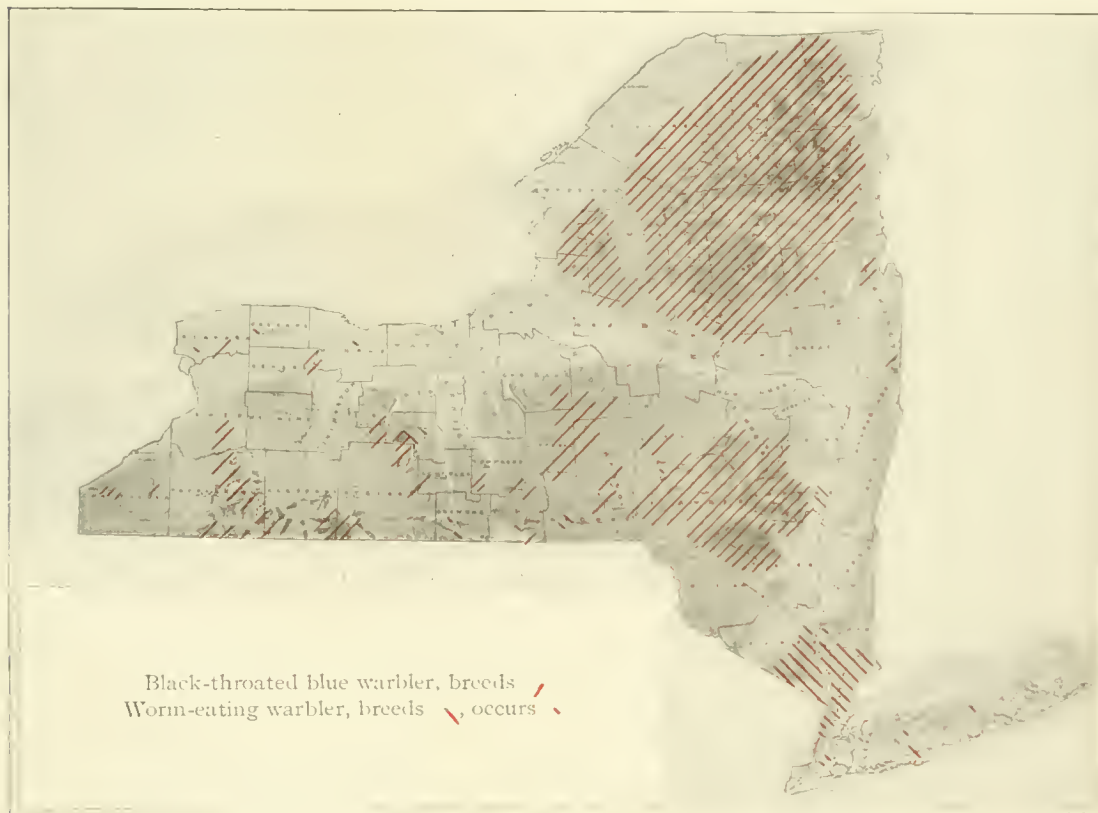 Black-throated blue warbler, breeds
Worm-eating warbler, breeds , occurs